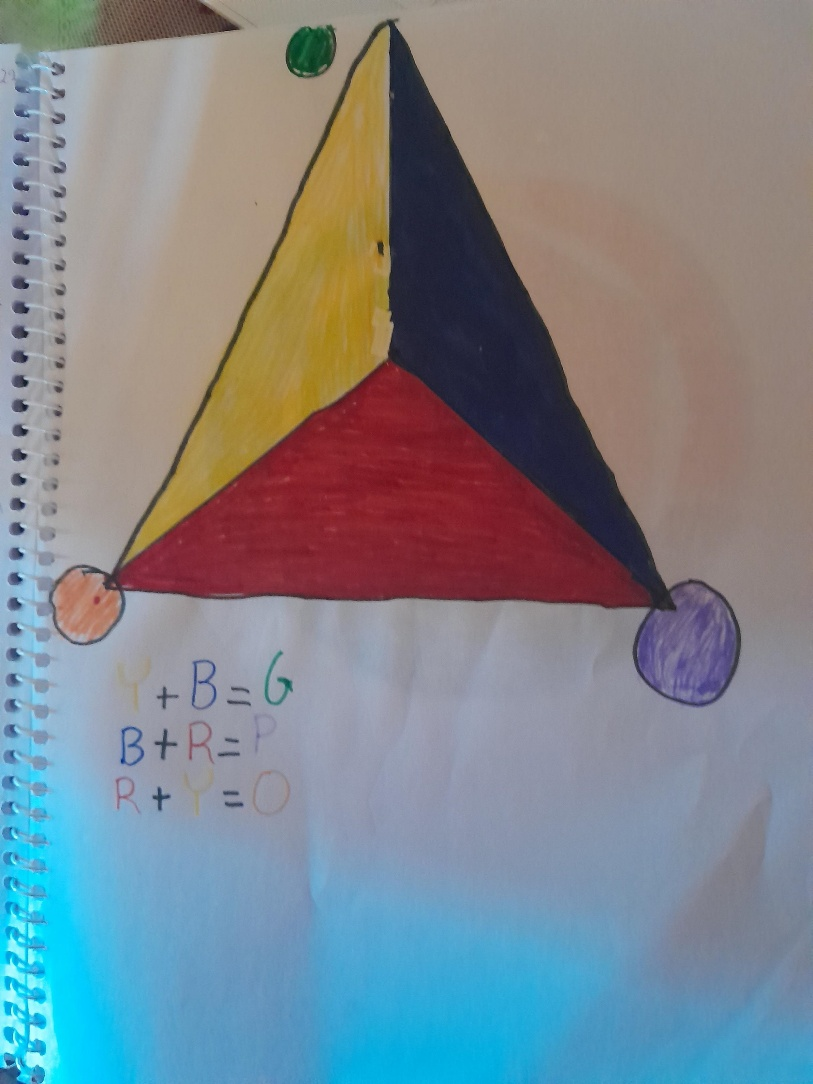 Y + B = G
B + R = P
R + Y = O